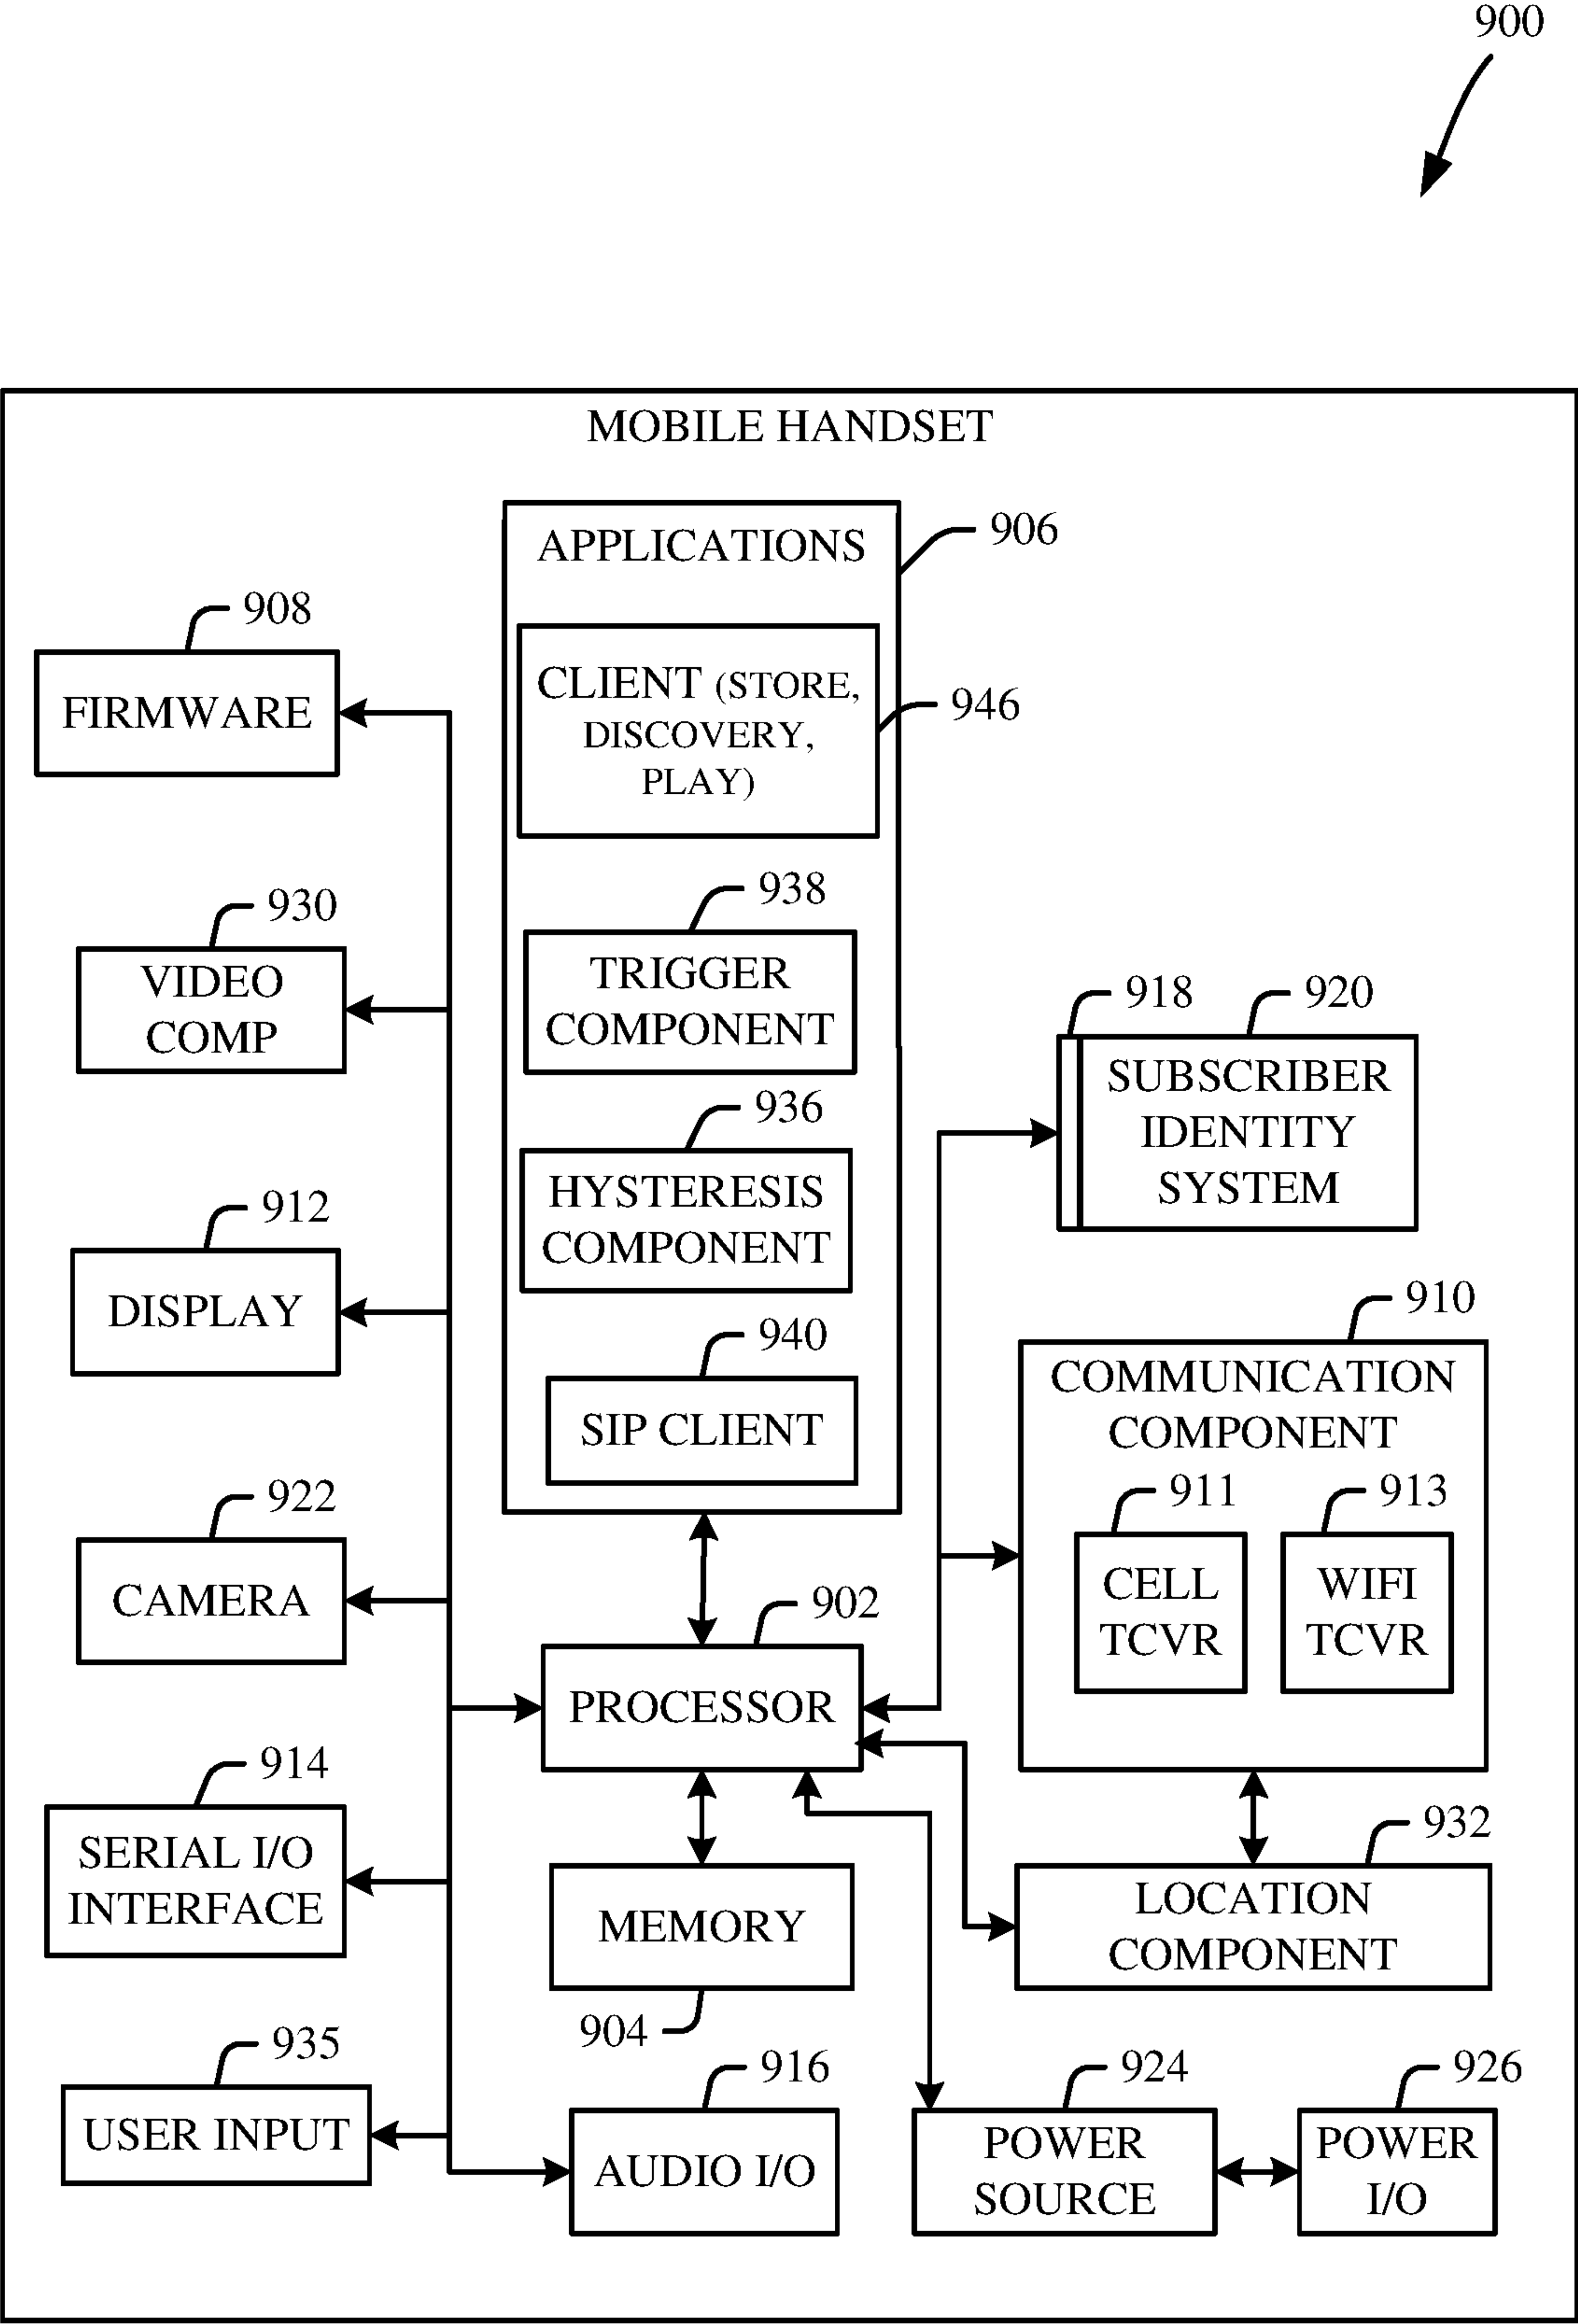 900
MOBILE HANDSET
APPLICATIONS
906
CLIENT (STORE,
DISCOVERY,
PLAY)
946
938
TRIGGER
COMPONENT
936
HYSTERESIS
COMPONENT
940
SIP CLIENT
908
FIRMWARE
930
VIDEO
COMP
912
DISPLAY
922
CAMERA
914
SERIAL I/O
INTERFACE
935
USER INPUT
902
PROCESSOR
MEMORY
904
916
AUDIO I/O
918
920
SUBSCRIBER
IDENTITY
SYSTEM
910
COMMUNICATION
COMPONENT
911
CELL
TCVR
913
WIFI
TCVR
932
LOCATION
COMPONENT
924
POWER
SOURCE
926
POWER
I/O